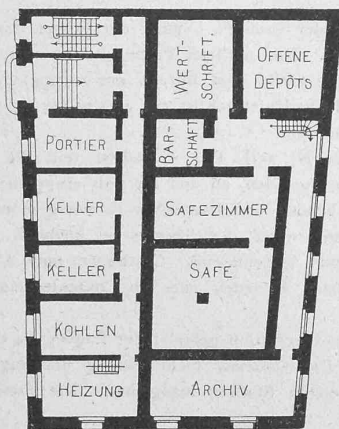 WERT-
SCHRIFT.
OFFENE
DEPÔTS
PORTIER
BAR-
SCHAFT
KELLER
SAFEZIMMER
KELLER
SAFE
KOHLEN
HEIZUNG
ARCHIV